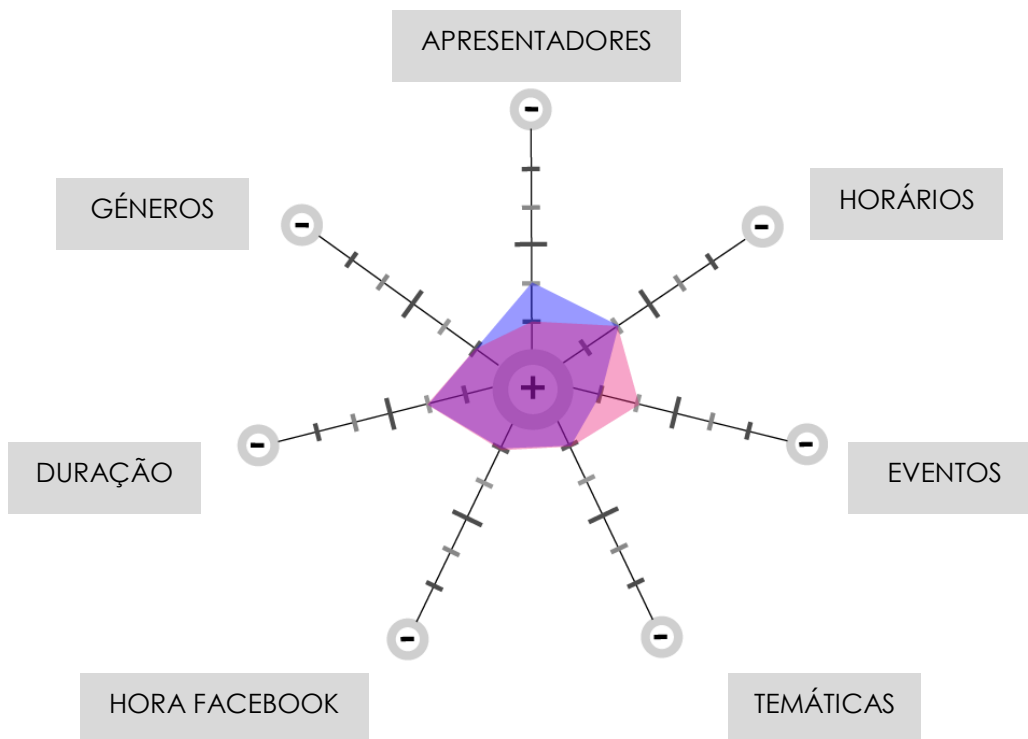 APRESENTADORES
-
GÉNEROS
-
HORÁRIOS
-
+
DURAÇÃO
-
EVENTOS
-
HORA FACEBOOK
-
TEMÁTICAS
-